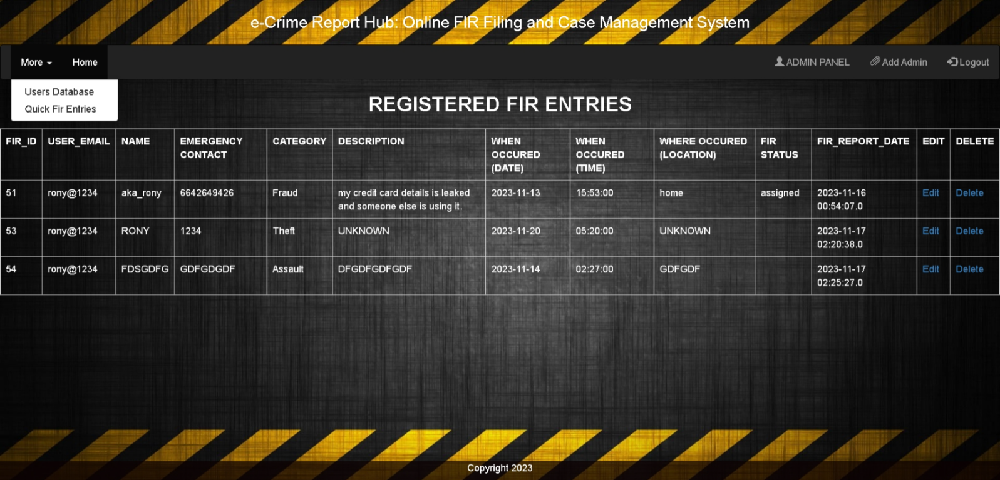 e-Crime Report Hub: Online FIR Filing and Case Management System
More Home ADMIN PANEL Add Admin Logout
Users Database
Quick Fir Entries
REGISTERED FIR ENTRIES
FIR_ID USER_EMAIL NAME EMERGENCY CATEGORY DESCRIPTION WHEN WHEN WHERE OCCURED FIR FIR_REPORT_DATE EDIT DELETE
CONTACT OCCURED OCCURED (LOCATION) STATUS
(DATE) (TIME)
51 rony@1234 aka_rony 6642649426 Fraud my credit card details is leaked 2023-11-13 15:53:00 home assigned 2023-11-16 Edit Delete
and someone else is using it. 00:54:07.0
53 rony@1234 RONY 1234 Theft UNKNOWN 2023-11-20 05:20:00 UNKNOWN 2023-11-17 Edit Delete
02:20:38.0
54 rony@1234 FDSGDFG GDFGDGDF Assault DFGDFGDFGDF 2023-11-14 02:27:00 GDFGDF 2023-11-17 Edit Delete
02:25:27.0
Copyright 2023